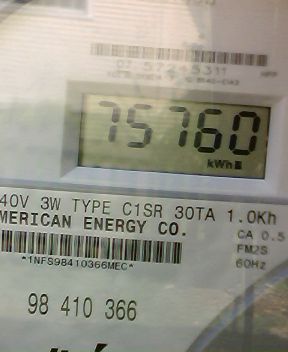 75760
kWh
40V 3W TYPE C1SR 30TA 1.0Kh
MERICAN ENERGY CO.
CA 0.5
FM2S
60Hz
*1NFS98410366MEC*
98 410 366